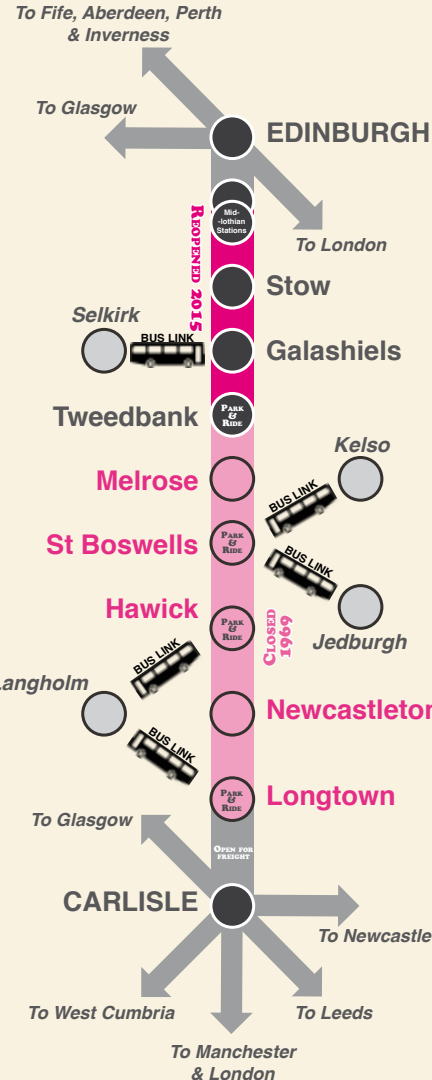 To Fife, Aberdeen, Perth
& Inverness
To Glasgow
EDINBURGH
Mid-
-lothian
Stations
To London
REOPENED 2015
Stow
Selkirk
BUS LINK
Galashiels
Tweedbank
PARK
&
RIDE
Kelso
Melrose
BUS LINK
St Boswells
PARK
&
RIDE
BUS LINK
Hawick
PARK
&
RIDE
CLOSED
1969
Jedburgh
BUS LINK
Langholm
Newcastleton
BUS LINK
PARK
&
RIDE
Longtown
To Glasgow
OPEN FOR
FREIGHT
CARLISLE
To Newcastle
To West Cumbria
To Leeds
To Manchester
& London